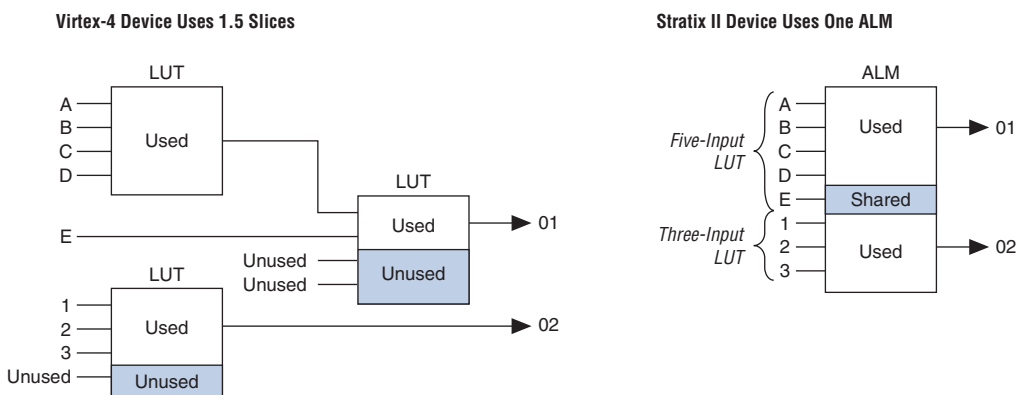 Virtex-4 Device Uses 1.5 Slices
LUT
A
B
C
D
Used
LUT
E
Used
01
Unused
Unused
Unused
LUT
1
2
3
Used
02
Unused
Unused
Stratix II Device Uses One ALM
ALM
Five-Input
LUT
A
B
C
D
E
Used
01
Shared
Three-Input
LUT
1
2
3
Used
02